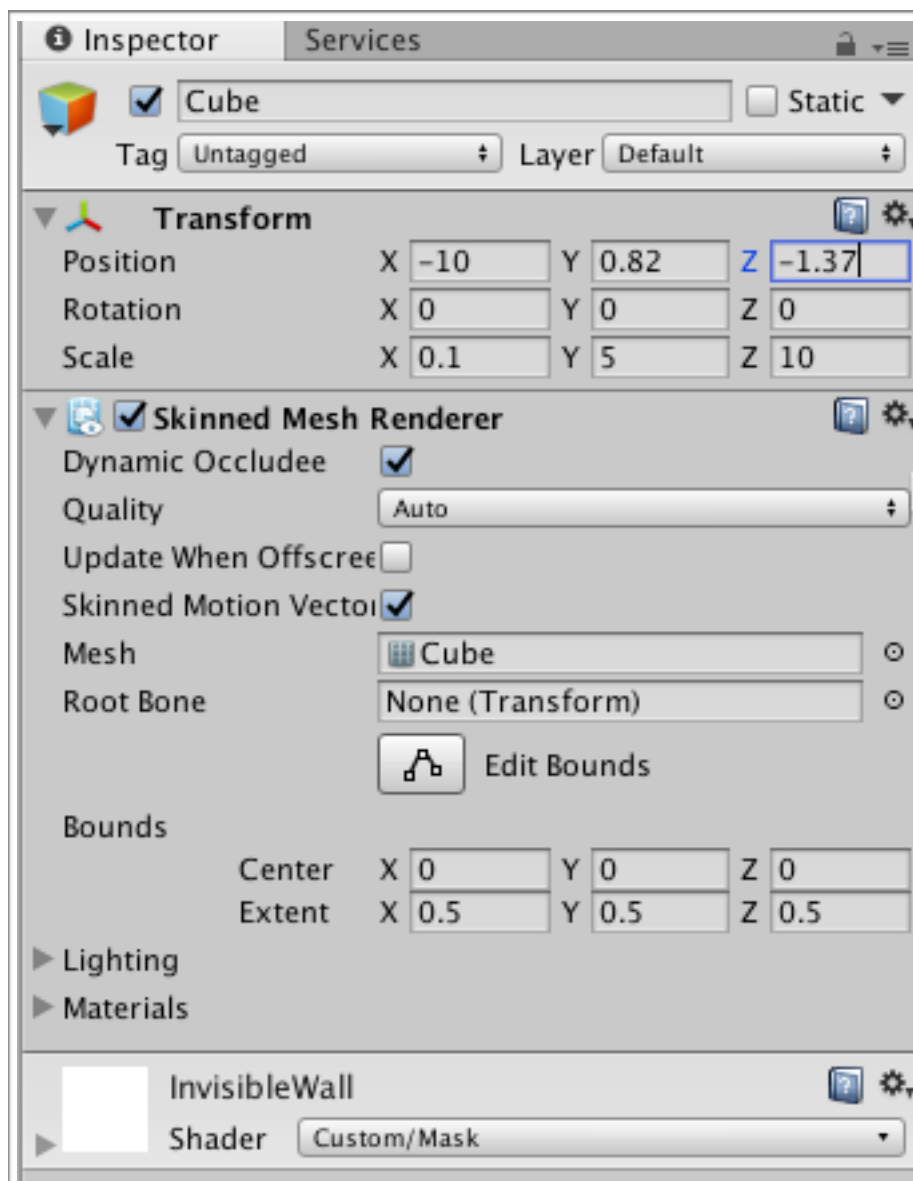 Inspector Services
Cube Static
Tag Untagged Layer Default
Transform
Position X -10 Y 0.82 Z -1.37
Rotation X 0 Y 0 Z 0
Scale X 0.1 Y 5 Z 10
Skinned Mesh Renderer
Dynamic Occludee
Quality Auto
Update When Offscree
Skinned Motion Vector
Mesh Cube
Root Bone None (Transform)
Edit Bounds
Bounds
Center X 0 Y 0 Z 0
Extent X 0.5 Y 0.5 Z 0.5
Lighting
Materials
InvisibleWall
Shader Custom/Mask